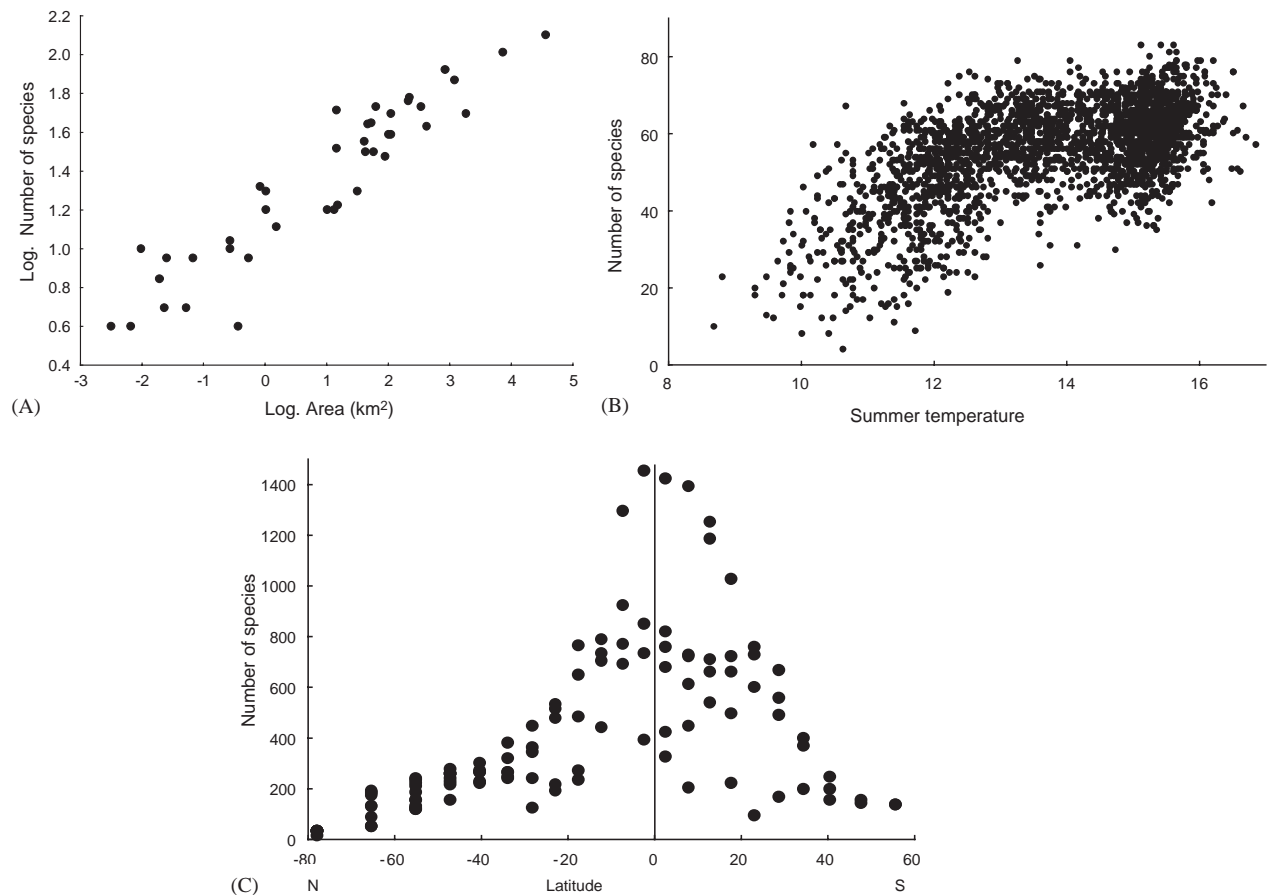 2.2
2.0
1.8
1.6
1.4
1.2
1.0
0.8
0.6
0.4
Log. Number of species
-3 -2 -1 0 1 2 3 4 5
Log. Area (km2)
(A)
80
60
40
20
0
Number of species
8 10 12 14 16
Summer temperature
(B)
1400
1200
1000
800
600
400
200
0
Number of species
-80 -60 -40 -20 0 20 40 60
N Latitude S
(C)